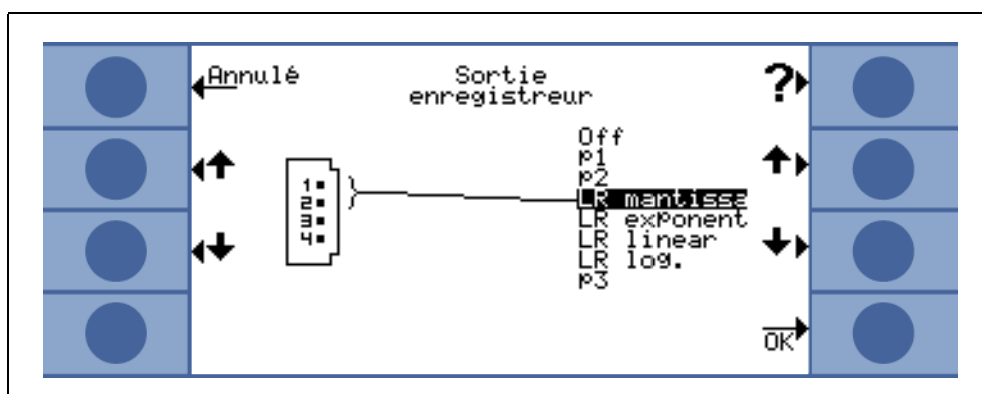 Annulé
Sortie
enregistreur
?
Off
p1
p2
LR mantissa
LR exponent
LR linear
LR log.
p3
1
2
3
4
OK